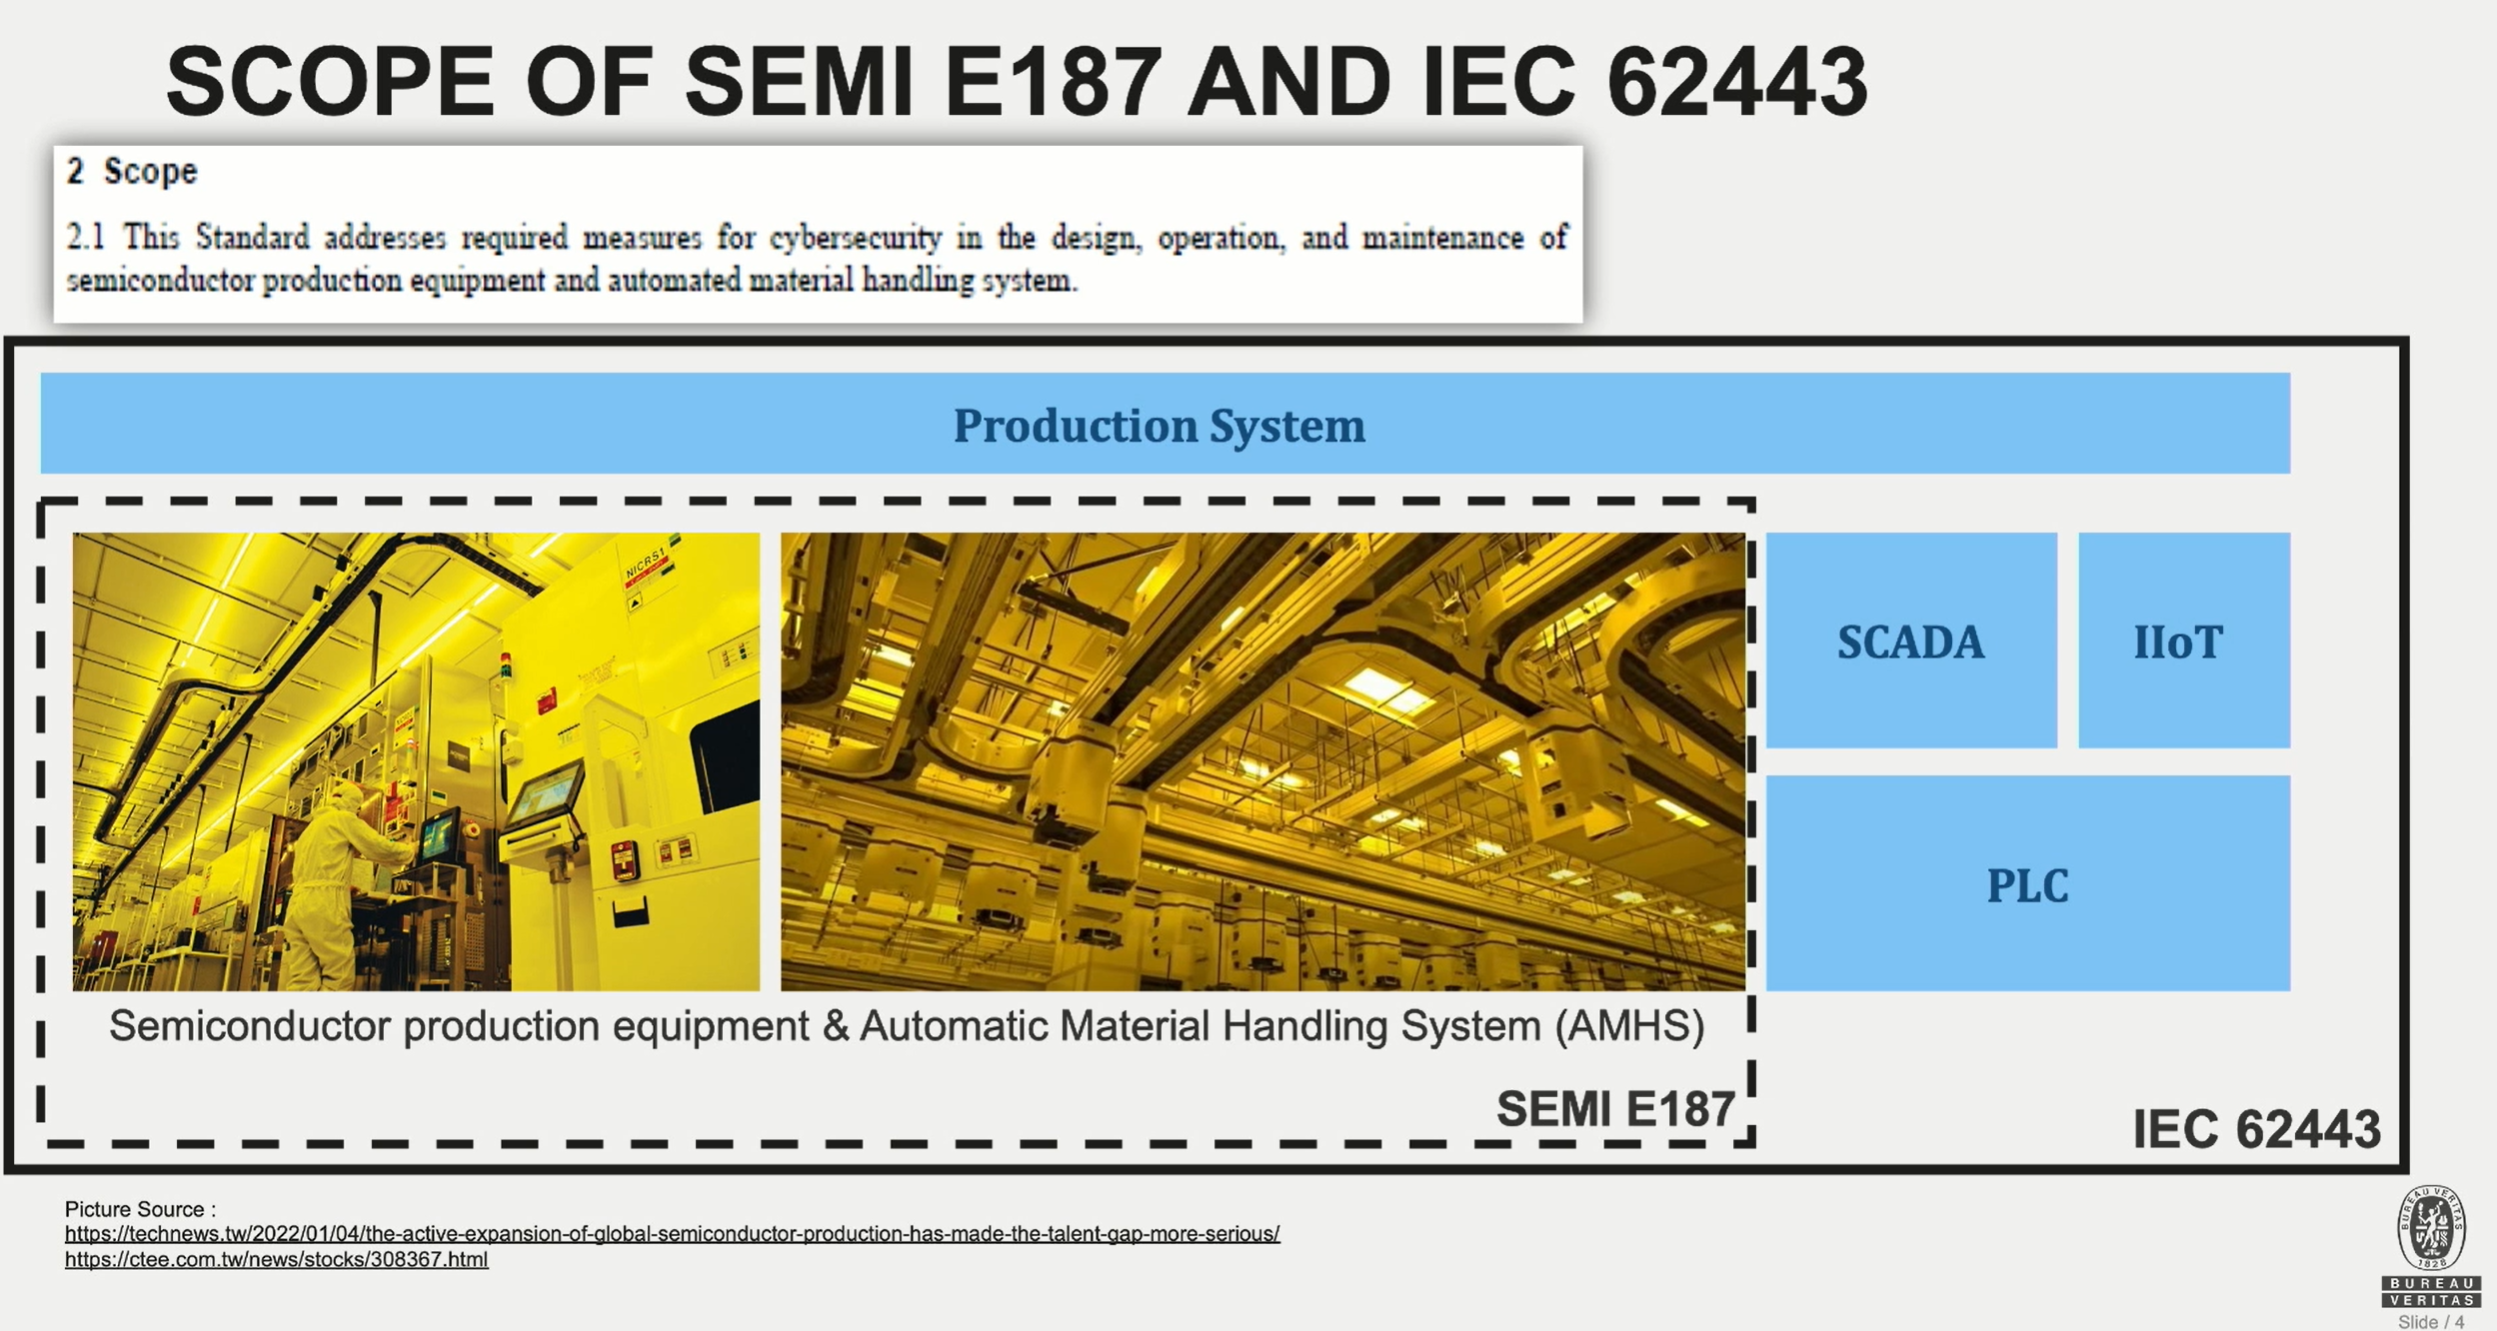 SCOPE OF SEMI E187 AND IEC 62443
2 Scope
2.1 This Standard addresses required measures for cybersecurity in the design, operation, and maintenance of
semiconductor production equipment and automated material handling system.
Production System
NICRS1
SCADA
IIoT
PLC
Semiconductor production equipment & Automatic Material Handling System (AMHS)
SEMI E187
IEC 62443
Picture Source :
https://technews.tw/2022/01/04/the-active-expansion-of-global-semiconductor-production-has-made-the-talent-gap-more-serious/
https://ctee.com.tw/news/stocks/308367.html
BUREAU VERITAS
1828
BUREAU
VERITAS
Slide / 4